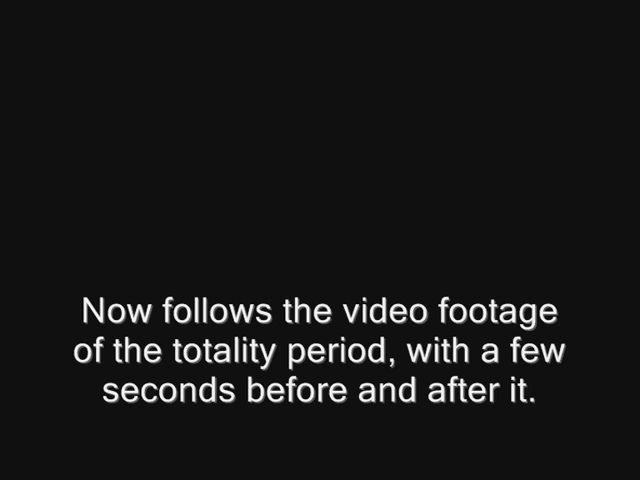 Now follows the video footage
of the totality period, with a few
seconds before and after it.